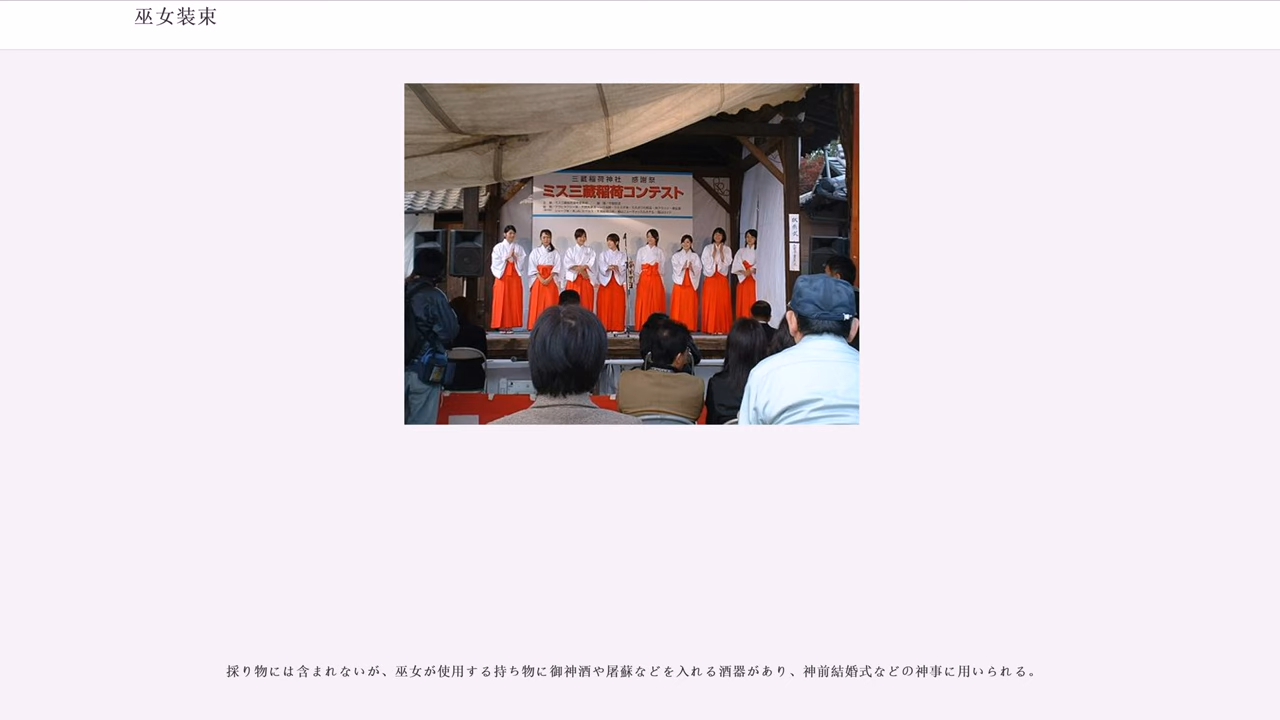 巫女装束
三蔵稲荷神社 感謝祭
ミス三蔵稲荷コンテスト
採り物には含まれないが、巫女が使用する持ち物に御神酒や屠蘇などを入れる酒器があり、神前結婚式などの神事に用いられる。